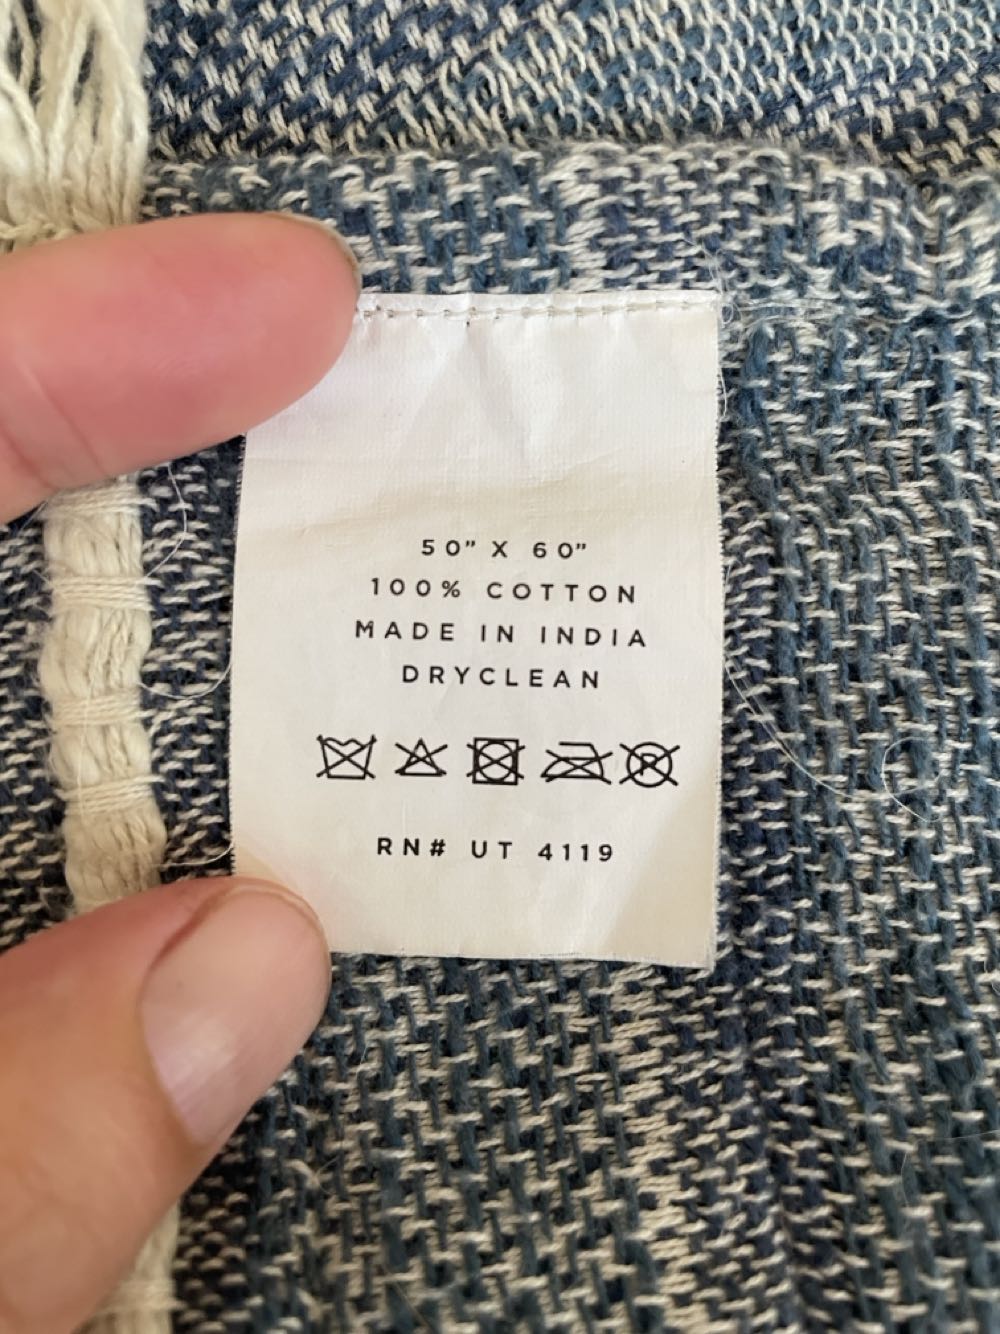 50" X 60"
100% COTTON
MADE IN INDIA
DRYCLEAN
P
RN# UT 4119